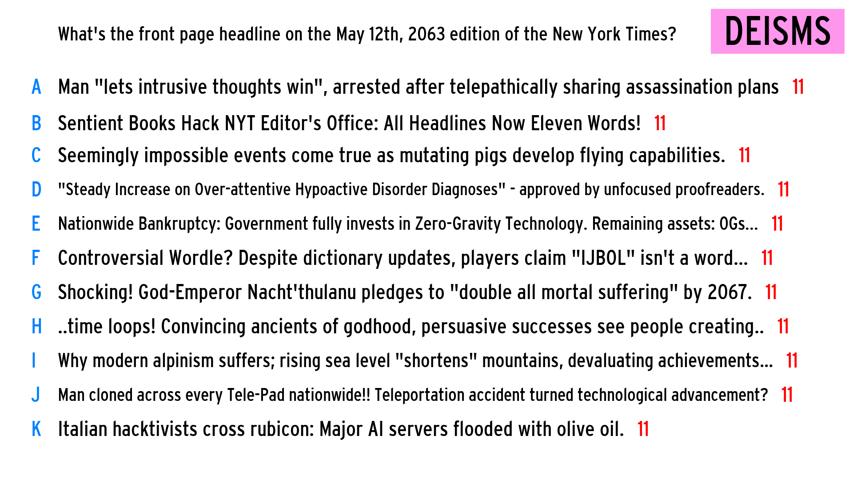 What's the front page headline on the May 12th, 2063 edition of the New York Times? DEISMS
A Man "lets intrusive thoughts win", arrested after telepathically sharing assassination plans 11
B Sentient Books Hack NYT Editor's Office: All Headlines Now Eleven Words! 11
C Seemingly impossible events come true as mutating pigs develop flying capabilities. 11
D "Steady Increase on Over-attentive Hypoactive Disorder Diagnoses" - approved by unfocused proofreaders. 11
E Nationwide Bankruptcy: Government fully invests in Zero-Gravity Technology. Remaining assets: OGs... 11
F Controversial Wordle? Despite dictionary updates, players claim "IJBOL" isn't a word... 11
G Shocking! God-Emperor Nacht'thulanu pledges to "double all mortal suffering" by 2067. 11
H ..time loops! Convincing ancients of godhood, persuasive successes see people creating.. 11
I Why modern alpinism suffers; rising sea level "shortens" mountains, devaluating achievements... 11
J Man cloned across every Tele-Pad nationwide!! Teleportation accident turned technological advancement? 11
K Italian hacktivists cross rubicon: Major AI servers flooded with olive oil. 11